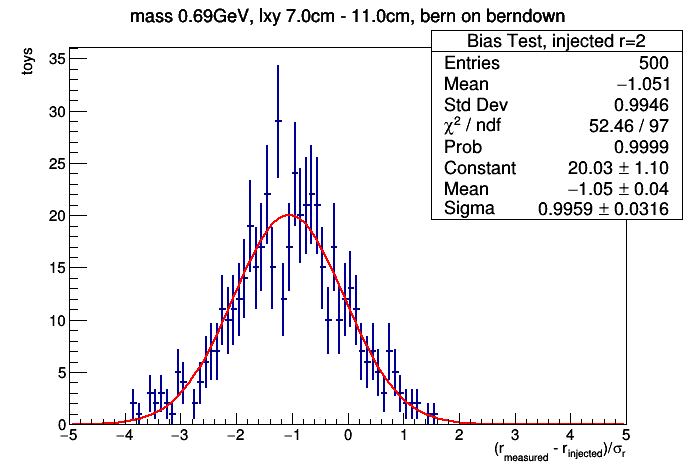 mass 0.69GeV, lxy 7.0cm - 11.0cm, bern on berndown
Bias Test, injected r=2
Entries 500
Mean −1.051
Std Dev 0.9946
χ² / ndf 52.46 / 97
Prob 0.9999
Constant 20.03 ± 1.10
Mean −1.05 ± 0.04
Sigma 0.9959 ± 0.0316
toys
35
30
25
20
15
10
5
0
−5 −4 −3 −2 −1 0 1 2 3 4 5
(r_measured - r_injected)/σ_r